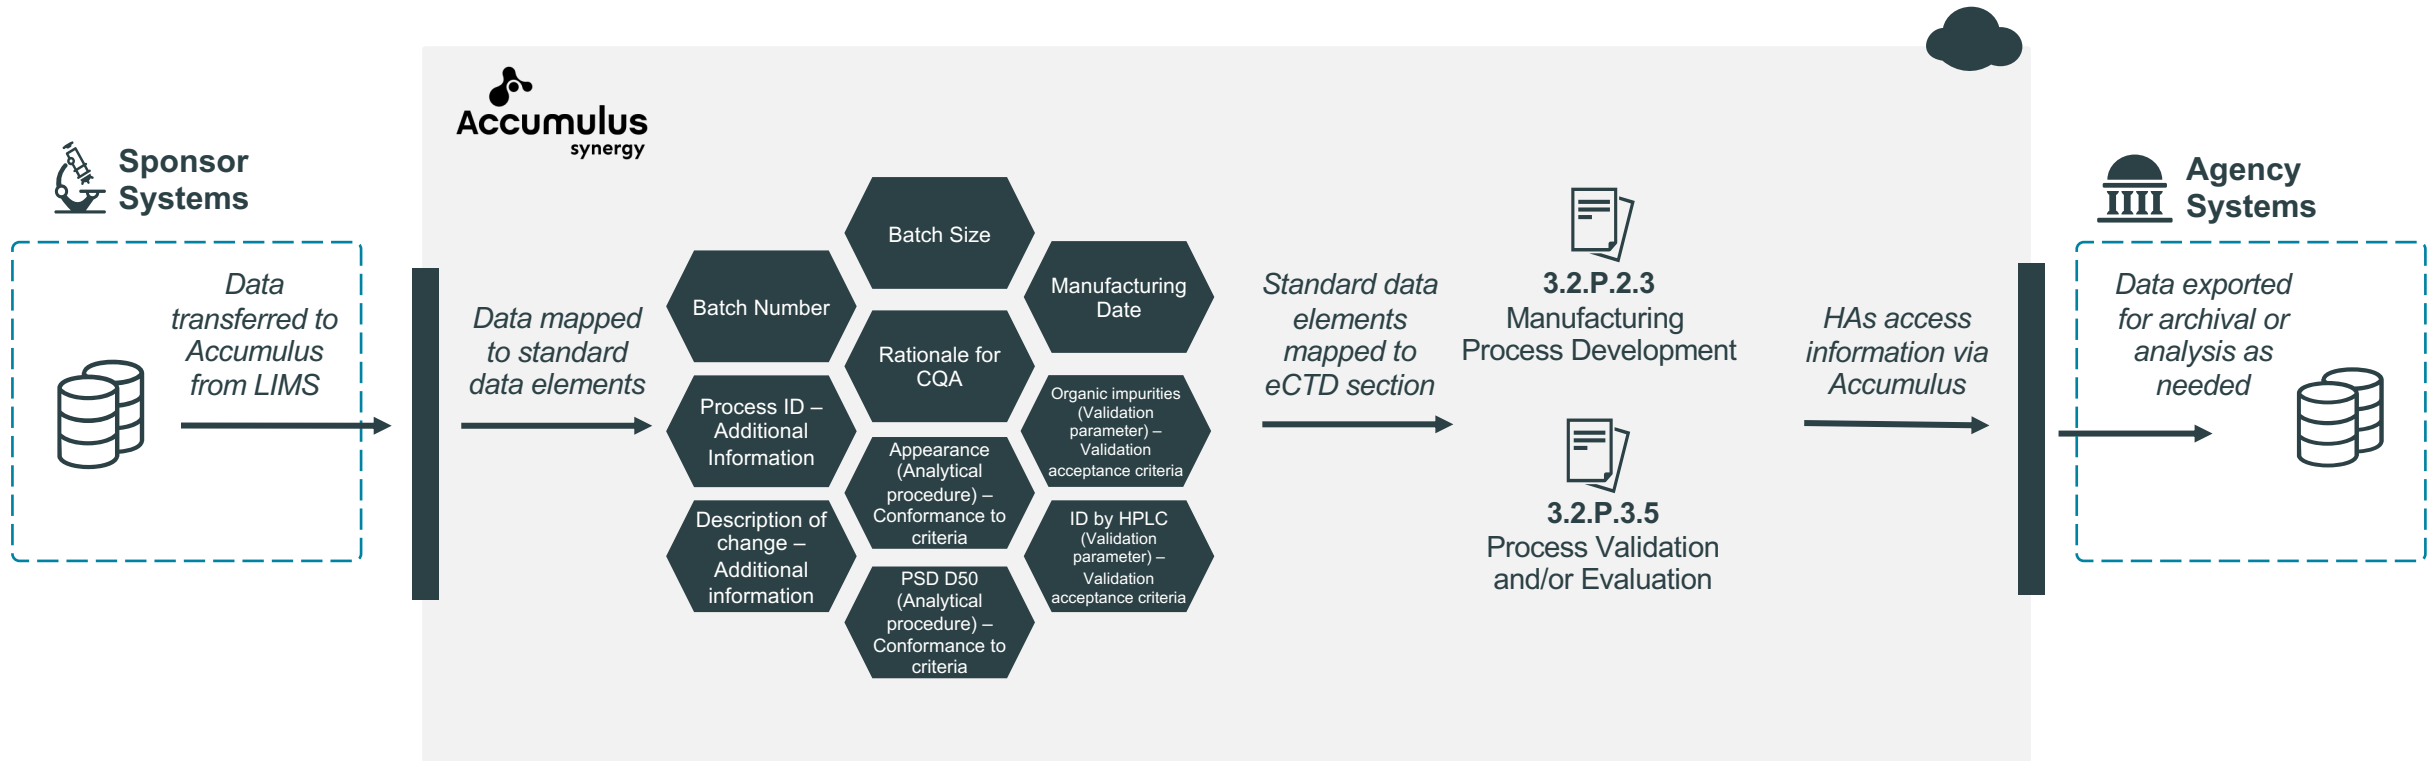 Accumulus
synergy
Sponsor
Systems
Data
transferred to
Accumulus
from LIMS
Data mapped
to standard
data elements
Batch Number
Process ID –
Additional
Information
Description of
change –
Additional
information
Batch Size
Rationale for
CQA
Appearance
(Analytical
procedure) –
Conformance to
criteria
PSD D50
(Analytical
procedure) –
Conformance to
criteria
Manufacturing
Date
Organic impurities
(Validation
parameter) –
Validation
acceptance criteria
ID by HPLC
(Validation
parameter) –
Validation
acceptance criteria
Standard data
elements
mapped to
eCTD section
3.2.P.2.3
Manufacturing
Process Development
3.2.P.3.5
Process Validation
and/or Evaluation
HAs access
information via
Accumulus
Agency
Systems
Data exported
for archival or
analysis as
needed